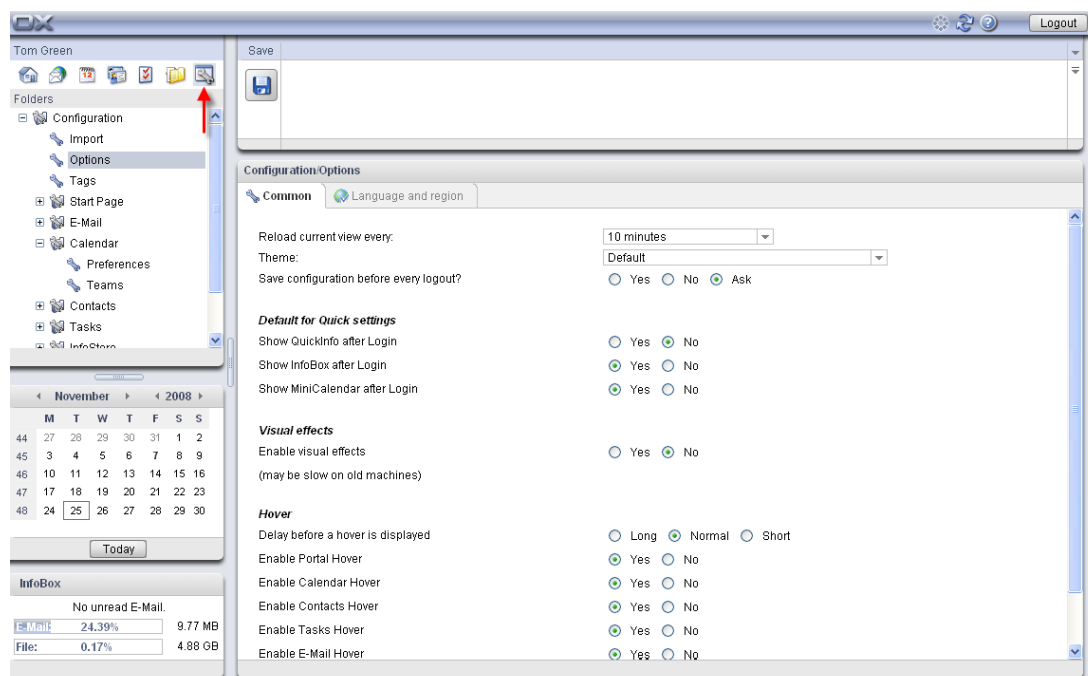 OX
Logout
Tom Green
12
Folders
Configuration
Import
Options
Tags
Start Page
E-Mail
Calendar
Preferences
Teams
Contacts
Tasks
InfoStore
November 2008
M T W T F S S
44 27 28 29 30 31 1 2
45 3 4 5 6 7 8 9
46 10 11 12 13 14 15 16
47 17 18 19 20 21 22 23
48 24 25 26 27 28 29 30
Today
InfoBox
No unread E-Mail.
E-Mail: 24.39% 9.77 MB
File: 0.17% 4.88 GB
Save
Configuration/Options
Common Language and region
Reload current view every: 10 minutes
Theme: Default
Save configuration before every logout? Yes No Ask
Default for Quick settings
Show QuickInfo after Login Yes No
Show InfoBox after Login Yes No
Show MiniCalendar after Login Yes No
Visual effects
Enable visual effects Yes No
(may be slow on old machines)
Hover
Delay before a hover is displayed Long Normal Short
Enable Portal Hover Yes No
Enable Calendar Hover Yes No
Enable Contacts Hover Yes No
Enable Tasks Hover Yes No
Enable E-Mail Hover Yes No